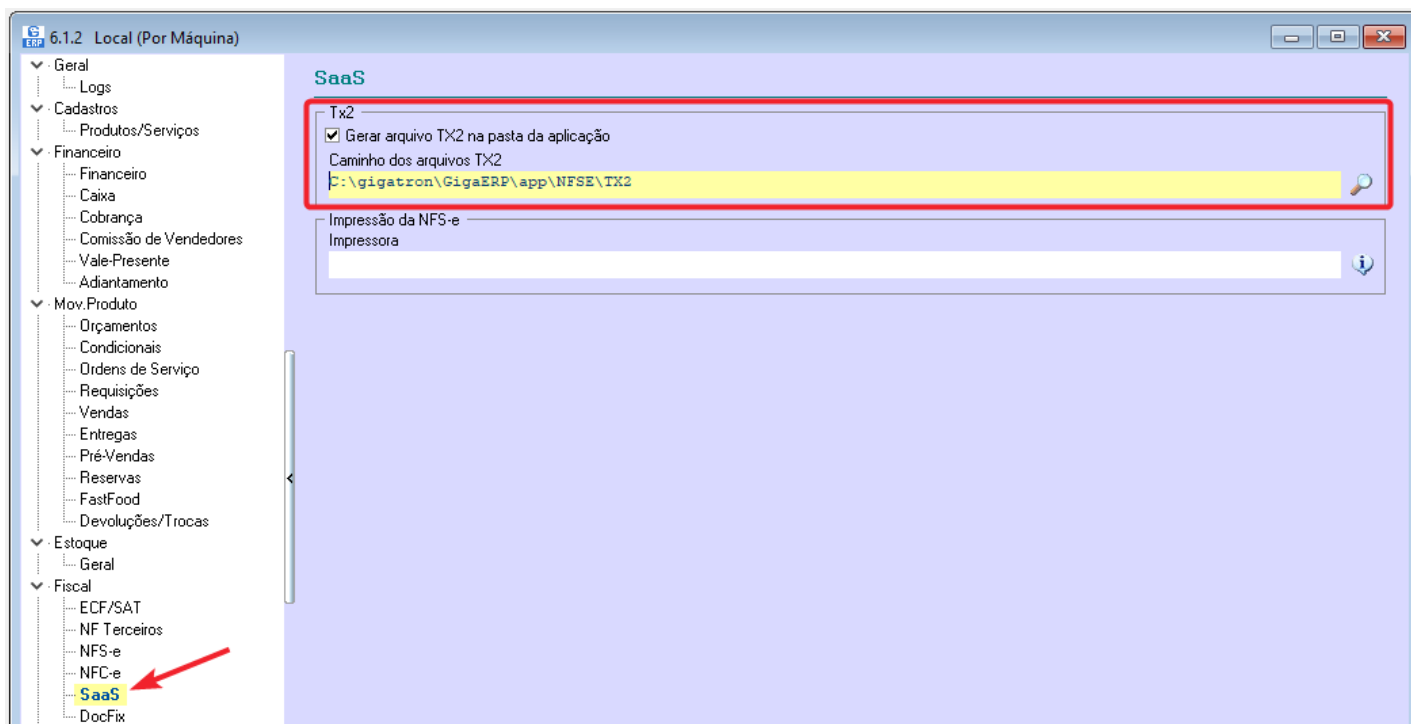 6.1.2 Local (Por Máquina)
Geral
Logs
Cadastros
Produtos/Serviços
Financeiro
Financeiro
Caixa
Cobrança
Comissão de Vendedores
Vale-Presente
Adiantamento
Mov.Produto
Orçamentos
Condicionais
Ordens de Serviço
Requisições
Vendas
Entregas
Pré-Vendas
Reservas
FastFood
Devoluções/Trocas
Estoque
Geral
Fiscal
ECF/SAT
NF Terceiros
NFS-e
NFC-e
SaaS
DocFix
SaaS
Tx2
Gerar arquivo TX2 na pasta da aplicação
Caminho dos arquivos TX2
C:\gigatron\GigaERP\app\NFSE\TX2
Impressão da NFS-e
Impressora